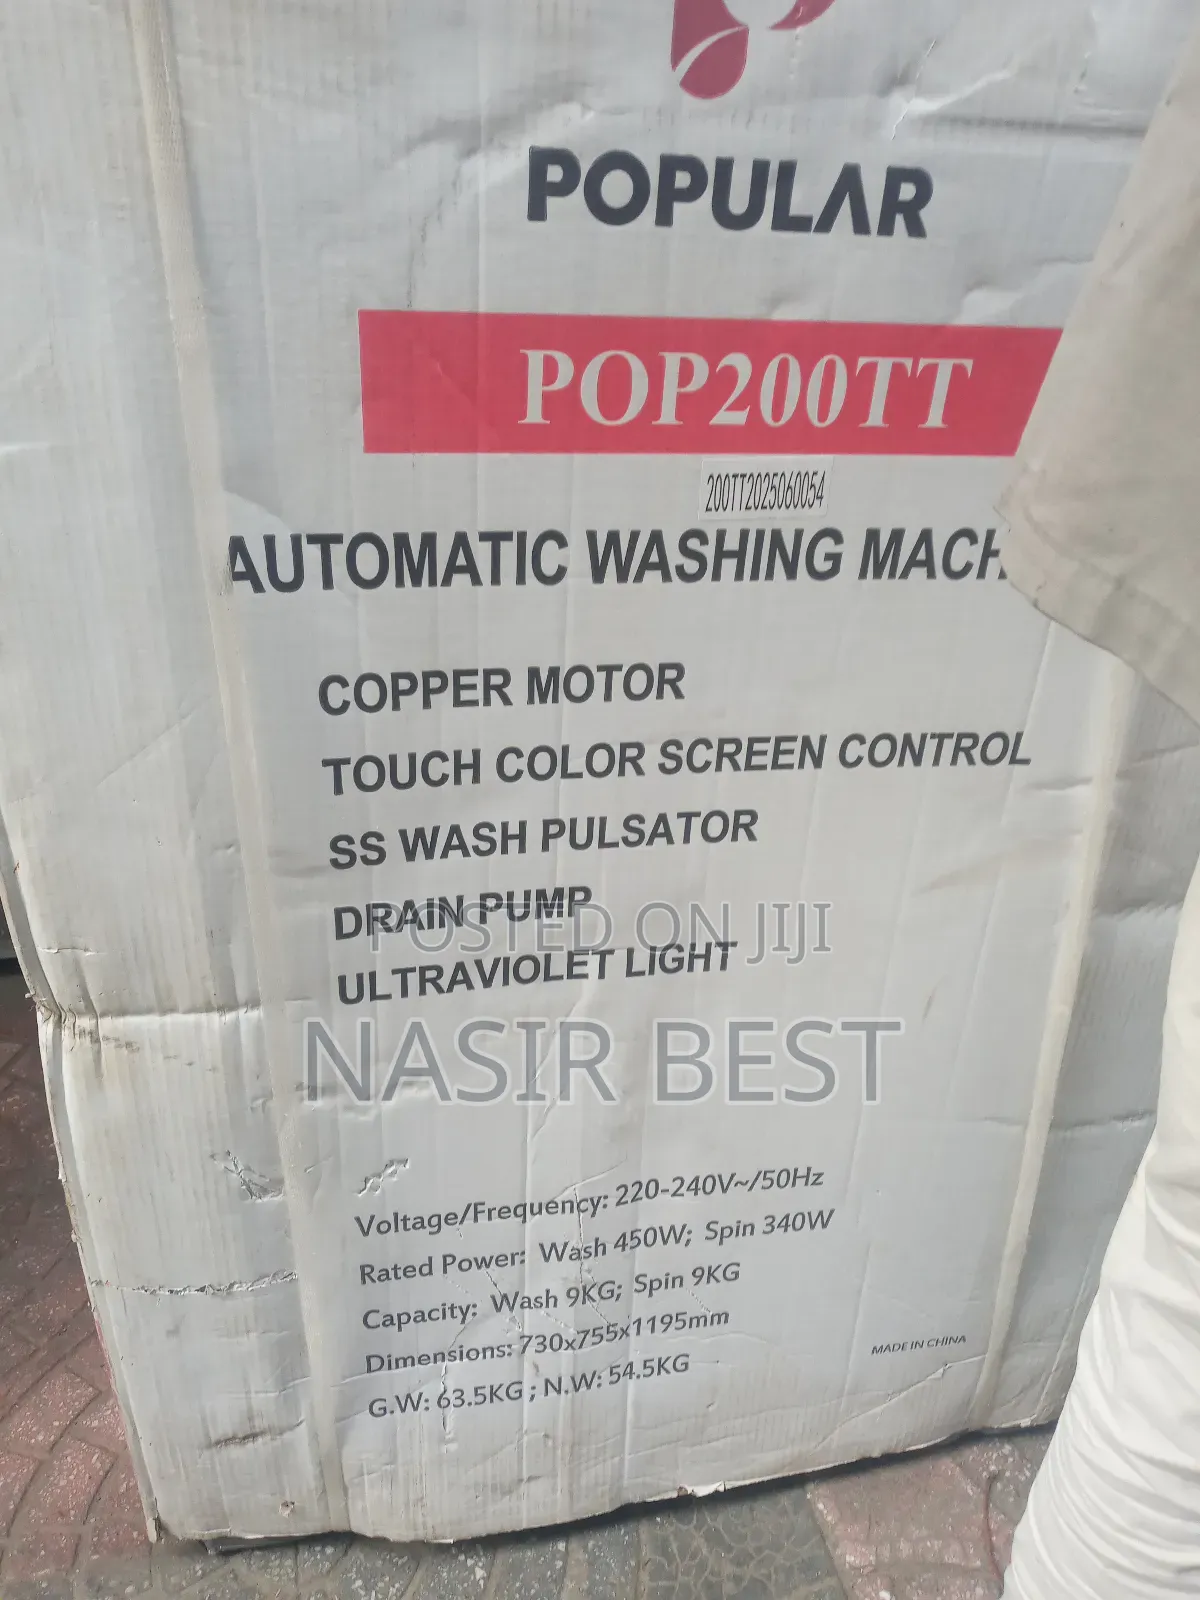 POPULAR
POP200TT
200TT2025060054
AUTOMATIC WASHING MACH
COPPER MOTOR
TOUCH COLOR SCREEN CONTROL
SS WASH PULSATOR
DRAIN PUMP
POSTED ON JIJI
ULTRAVIOLET LIGHT
NASIR BEST
Voltage/Frequency: 220-240V~/50Hz
Rated Power: Wash 450W; Spin 340W
Capacity: Wash 9KG; Spin 9KG
Dimensions: 730x755x1195mm
MADE IN CHINA
G.W: 63.5KG ; N.W: 54.5KG